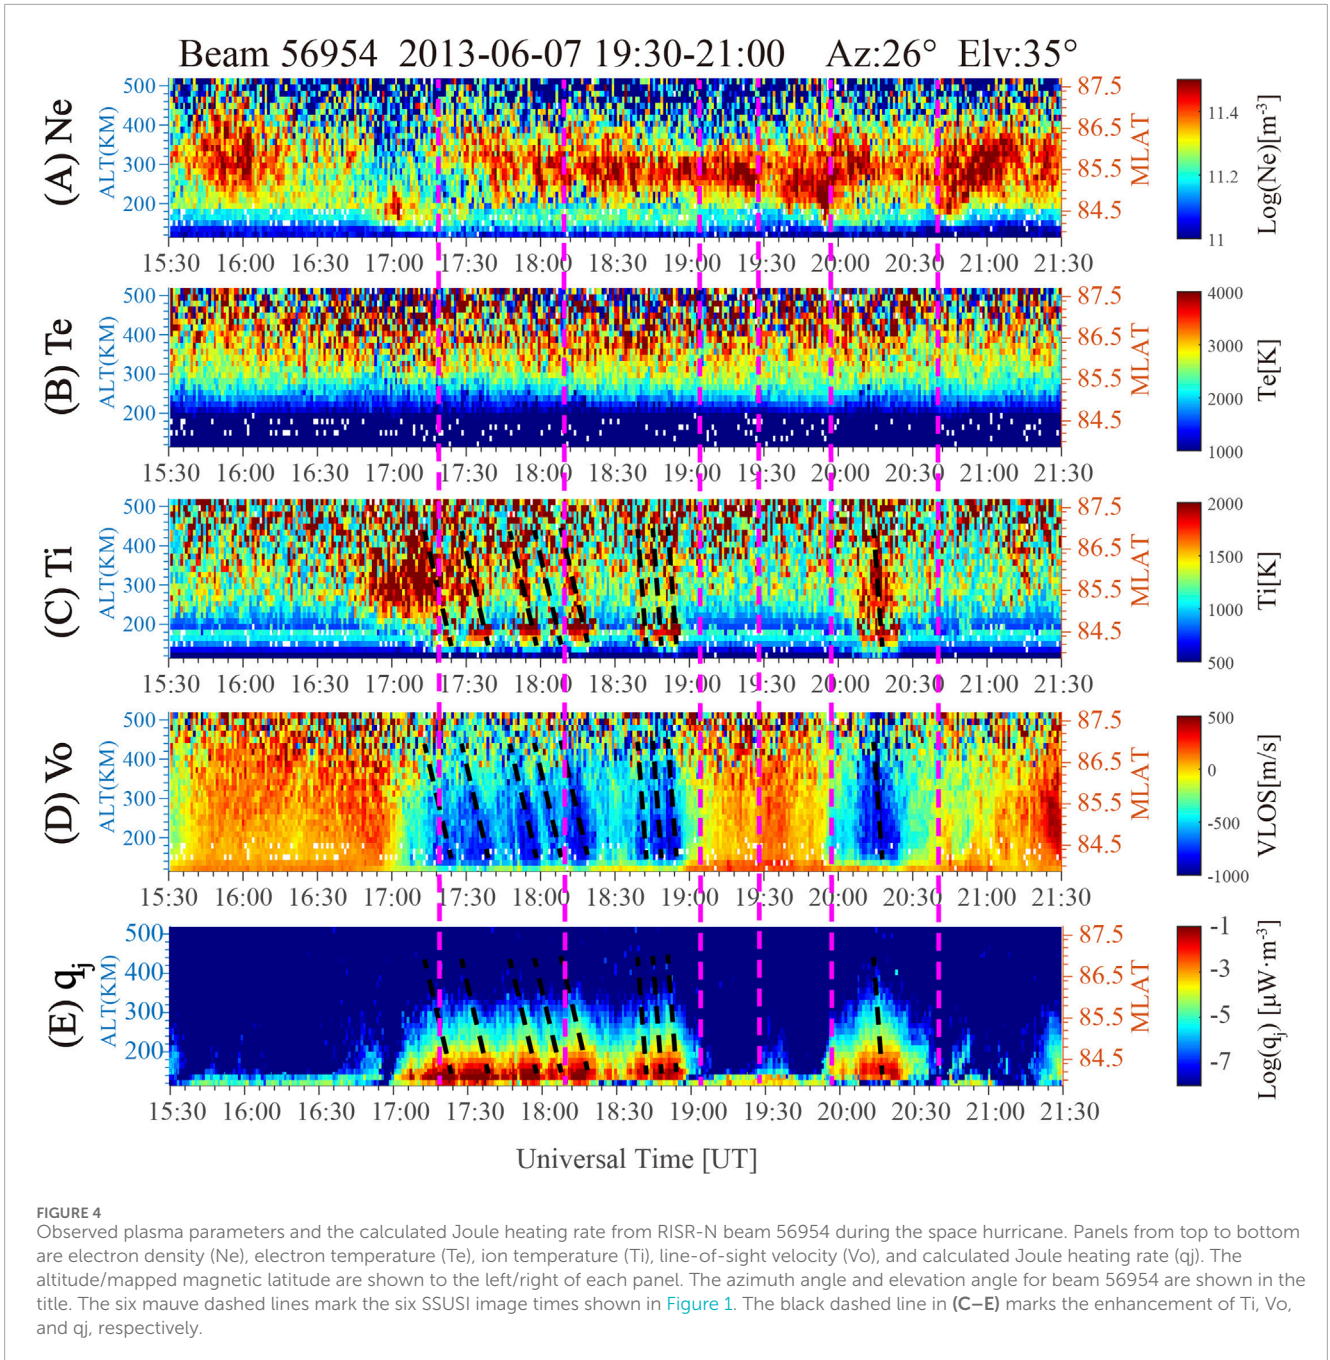 Beam 56954 2013-06-07 19:30-21:00 Az:26° Elv:35°
(A) Ne
ALT(KM)
500
400
300
200
87.5
86.5
85.5
84.5
MLAT
11.4
11.2
11
Log(Ne)[m-3]
15:30 16:00 16:30 17:00 17:30 18:00 18:30 19:00 19:30 20:00 20:30 21:00 21:30
(B) Te
ALT(KM)
500
400
300
200
87.5
86.5
85.5
84.5
MLAT
4000
3000
2000
1000
Te[K]
15:30 16:00 16:30 17:00 17:30 18:00 18:30 19:00 19:30 20:00 20:30 21:00 21:30
(C) Ti
ALT(KM)
500
400
300
200
87.5
86.5
85.5
84.5
MLAT
2000
1500
1000
500
Ti[K]
15:30 16:00 16:30 17:00 17:30 18:00 18:30 19:00 19:30 20:00 20:30 21:00 21:30
(D) Vo
ALT(KM)
500
400
300
200
87.5
86.5
85.5
84.5
MLAT
500
0
-500
-1000
VLOS[m/s]
15:30 16:00 16:30 17:00 17:30 18:00 18:30 19:00 19:30 20:00 20:30 21:00 21:30
(E) qj
ALT(KM)
500
400
300
200
87.5
86.5
85.5
84.5
MLAT
-1
-3
-5
-7
Log(qj) [μW·m-3]
15:30 16:00 16:30 17:00 17:30 18:00 18:30 19:00 19:30 20:00 20:30 21:00 21:30
Universal Time [UT]
FIGURE 4
Observed plasma parameters and the calculated Joule heating rate from RISR-N beam 56954 during the space hurricane. Panels from top to bottom
are electron density (Ne), electron temperature (Te), ion temperature (Ti), line-of-sight velocity (Vo), and calculated Joule heating rate (qj). The
altitude/mapped magnetic latitude are shown to the left/right of each panel. The azimuth angle and elevation angle for beam 56954 are shown in the
title. The six mauve dashed lines mark the six SSUSI image times shown in Figure 1. The black dashed line in (C–E) marks the enhancement of Ti, Vo,
and qj, respectively.